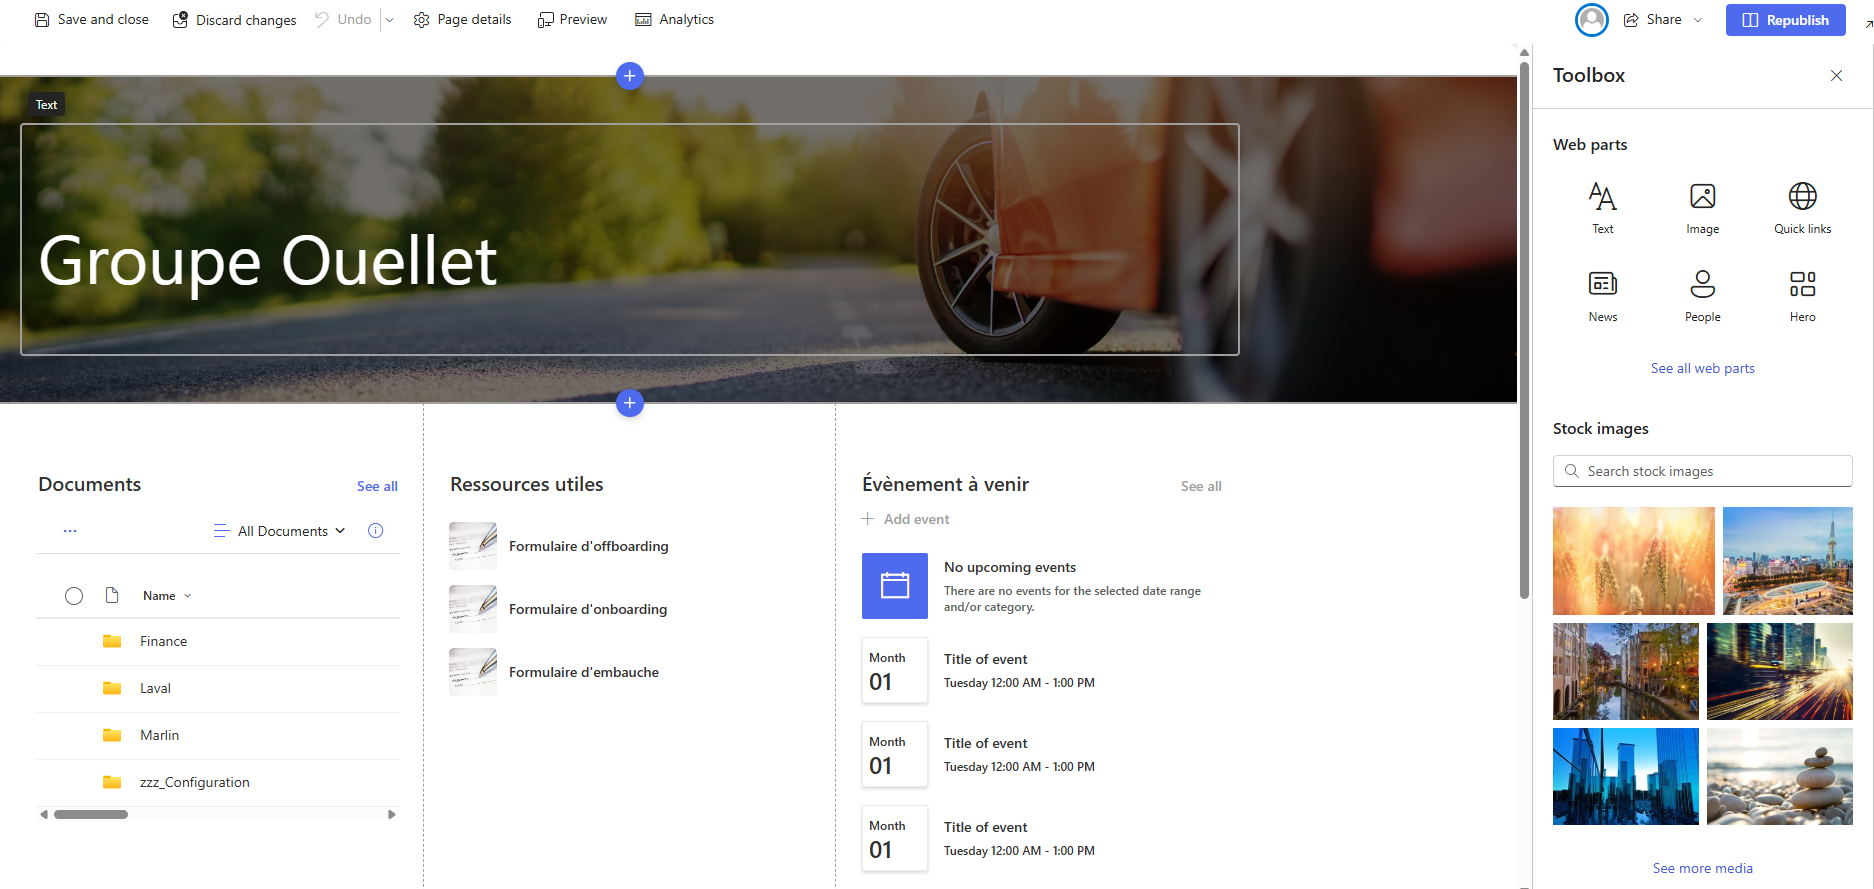 Save and close
Discard changes
Undo
Page details
Preview
Analytics
Share
Republish
Text
Groupe Ouellet
Documents
See all
All Documents
Name
Finance
Laval
Marlin
zzz_Configuration
Ressources utiles
Formulaire d'offboarding
Formulaire d'onboarding
Formulaire d'embauche
Évènement à venir
See all
Add event
No upcoming events
There are no events for the selected date range
and/or category.
Month
01
Title of event
Tuesday 12:00 AM - 1:00 PM
Month
01
Title of event
Tuesday 12:00 AM - 1:00 PM
Month
01
Title of event
Tuesday 12:00 AM - 1:00 PM
Toolbox
Web parts
Text
Image
Quick links
News
People
Hero
See all web parts
Stock images
Search stock images
See more media